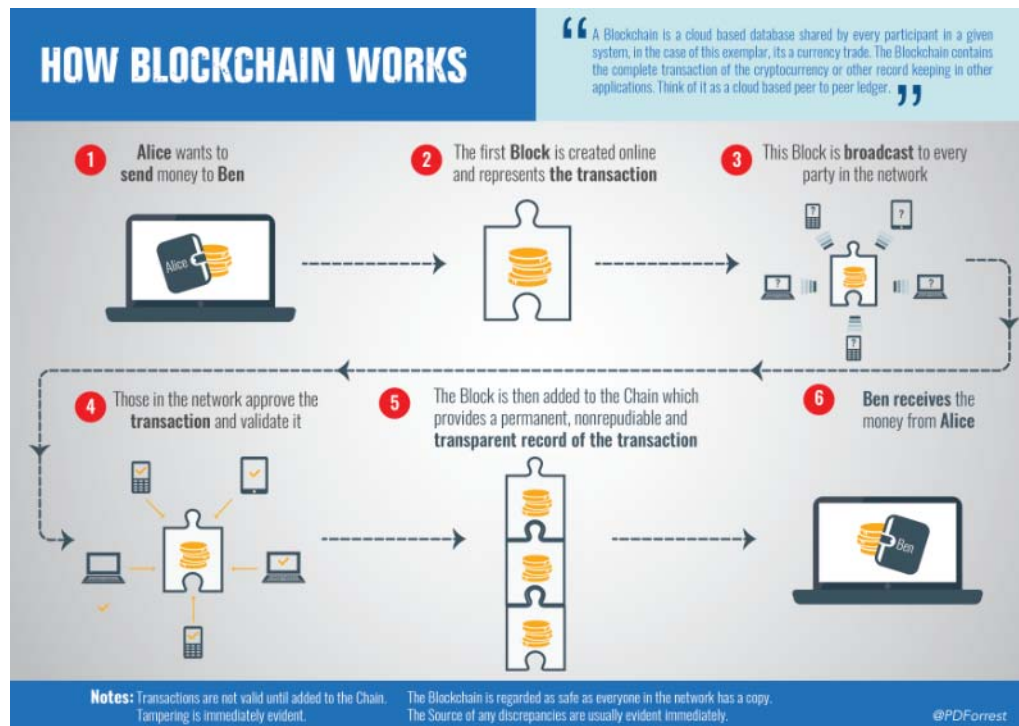 HOW BLOCKCHAIN WORKS
“ A Blockchain is a cloud based database shared by every participant in a given
system, in the case of this exemplar, its a currency trade. The Blockchain contains
the complete transaction of the cryptocurrency or other record keeping in other
applications. Think of it as a cloud based peer to peer ledger. ”
1
Alice wants to
send money to Ben
Alice
2
The first Block is created online
and represents the transaction
3
This Block is broadcast to every
party in the network
?
?
?
?
?
4
Those in the network approve the
transaction and validate it
5
The Block is then added to the Chain which
provides a permanent, nonrepudiable and
transparent record of the transaction
6
Ben receives the
money from Alice
Ben
Notes: Transactions are not valid until added to the Chain.
Tampering is immediately evident.
The Blockchain is regarded as safe as everyone in the network has a copy.
The Source of any discrepancies are usually evident immediately.
@PDForrest